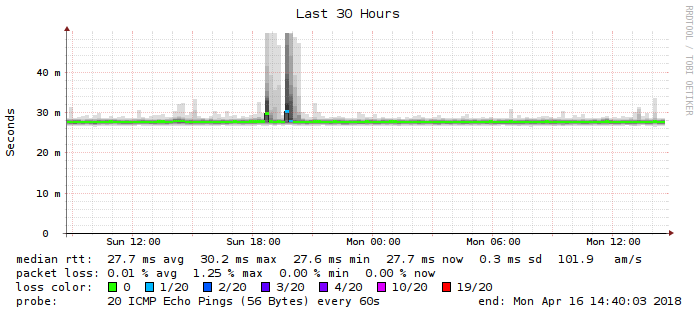 Last 30 Hours
RRDTOOL / TOBI OETIKER
Seconds
40 m
30 m
20 m
10 m
0
Sun 12:00 Sun 18:00 Mon 00:00 Mon 06:00 Mon 12:00
median rtt: 27.7 ms avg 30.2 ms max 27.6 ms min 27.7 ms now 0.3 ms sd 101.9 am/s
packet loss: 0.01 % avg 1.25 % max 0.00 % min 0.00 % now
loss color: 0 1/20 2/20 3/20 4/20 10/20 19/20
probe: 20 ICMP Echo Pings (56 Bytes) every 60s end: Mon Apr 16 14:40:03 2018